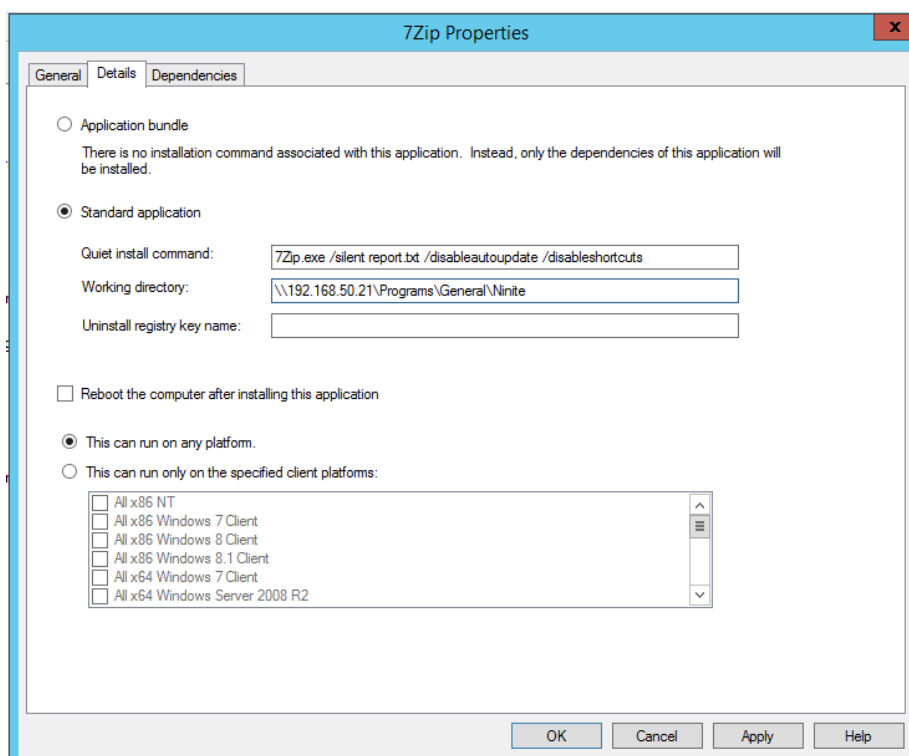 7Zip Properties
x
General Details Dependencies
Application bundle
There is no installation command associated with this application. Instead, only the dependencies of this application will
be installed.
Standard application
Quiet install command: 7Zip.exe /silent report.txt /disableautoupdate /disableshortcuts
Working directory: \\192.168.50.21\Programs\General\Ninite
Uninstall registry key name:
Reboot the computer after installing this application
This can run on any platform.
This can run only on the specified client platforms:
All x86 NT
All x86 Windows 7 Client
All x86 Windows 8 Client
All x86 Windows 8.1 Client
All x64 Windows 7 Client
All x64 Windows Server 2008 R2
OK Cancel Apply Help